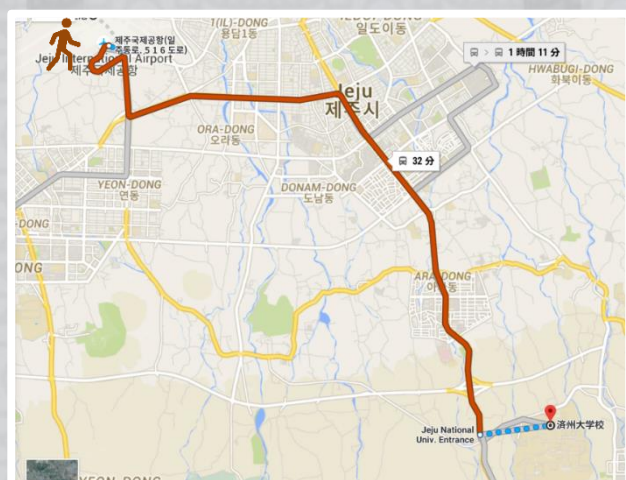 1(IL)-DONG
용담1동
일도이동
제주국제공항(일
주동로, 5 1 6 도로)
Jeju International Airport
제주국제공항
1 時間 11 分
HWABUGI-DONG
화북이동
Jeju
제주시
ORA-DONG
오라동
32 分
YEON-DONG
연동
DONAM-DONG
도남동
-DONG
ONG
ARA-DONG
아라동
Jeju National
Univ. Entrance
済州大学校
YEON-DONG